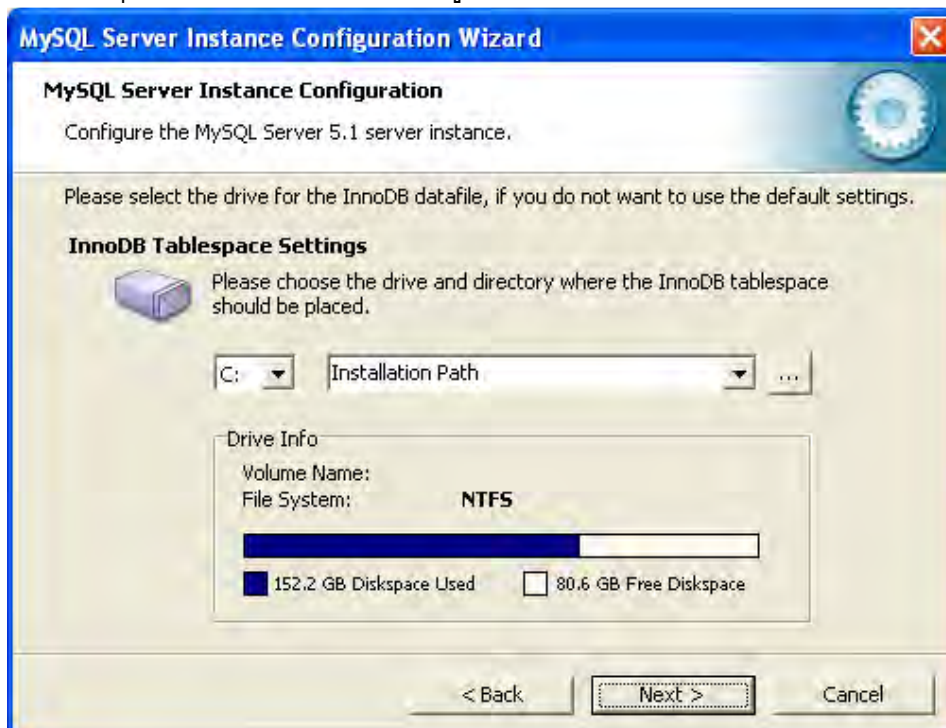 MySQL Server Instance Configuration Wizard
MySQL Server Instance Configuration
Configure the MySQL Server 5.1 server instance.
Please select the drive for the InnoDB datafile, if you do not want to use the default settings.
InnoDB Tablespace Settings
Please choose the drive and directory where the InnoDB tablespace
should be placed.
C: Installation Path ...
Drive Info
Volume Name:
File System: NTFS
152.2 GB Diskspace Used 80.6 GB Free Diskspace
< Back Next > Cancel